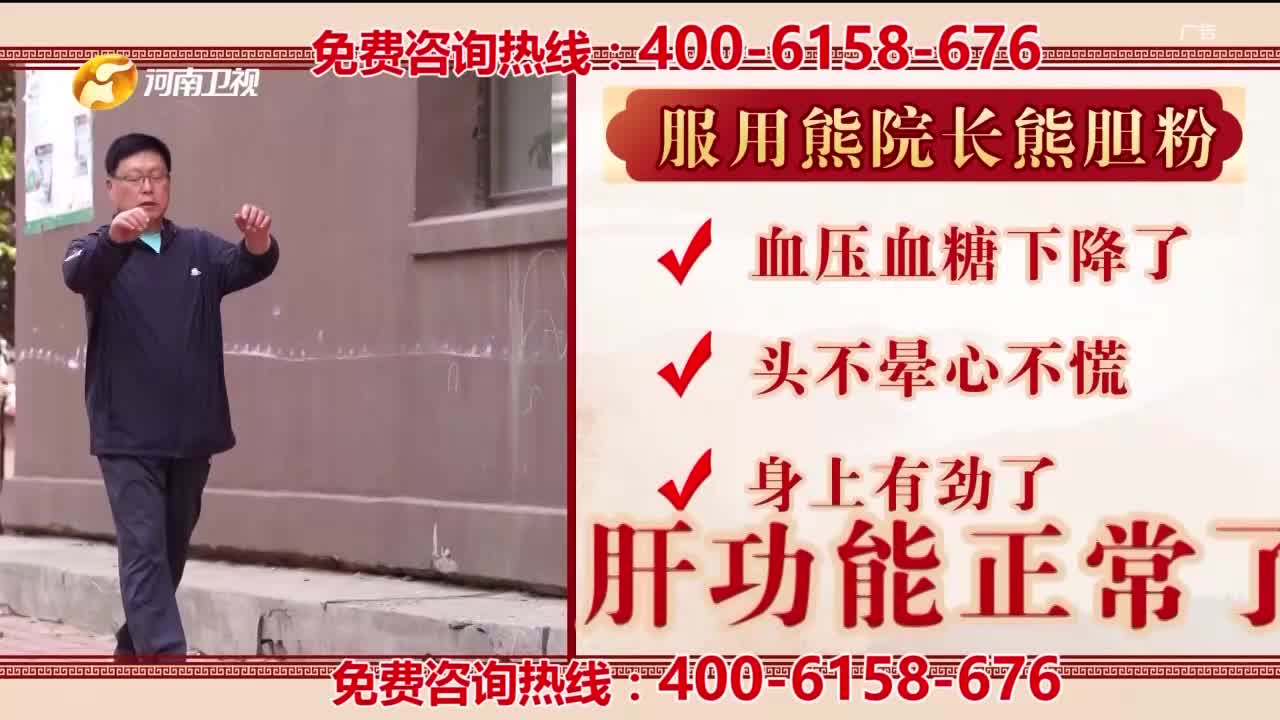 免费咨询热线：400-6158-676
广告
河南卫视
服用熊院长熊胆粉
血压血糖下降了
头不晕心不慌
身上有劲了
肝功能正常了
免费咨询热线：400-6158-676